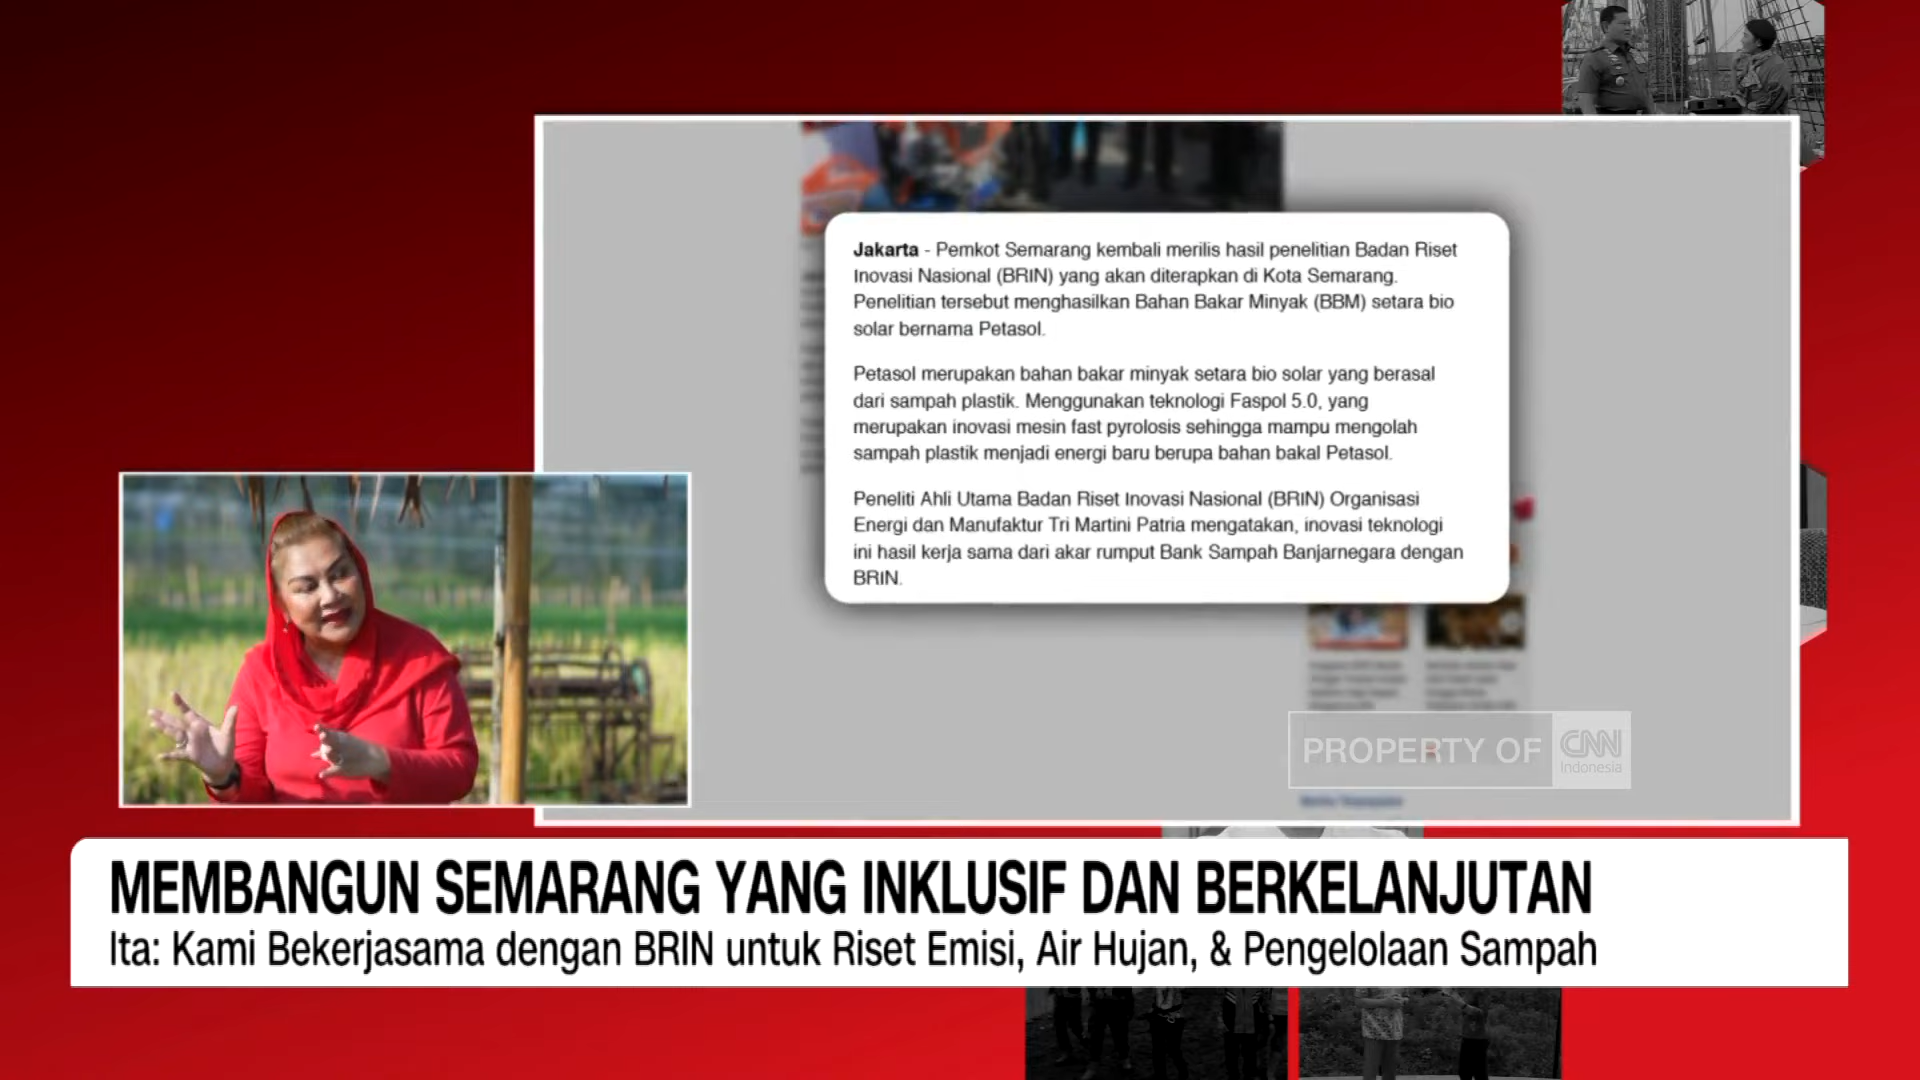 Jakarta - Pemkot Semarang kembali merilis hasil penelitian Badan Riset
Inovasi Nasional (BRIN) yang akan diterapkan di Kota Semarang.
Penelitian tersebut menghasilkan Bahan Bakar Minyak (BBM) setara bio
solar bernama Petasol.
Petasol merupakan bahan bakar minyak setara bio solar yang berasal
dari sampah plastik. Menggunakan teknologi Faspol 5.0, yang
merupakan inovasi mesin fast pyrolosis sehingga mampu mengolah
sampah plastik menjadi energi baru berupa bahan bakal Petasol.
Peneliti Ahli Utama Badan Riset Inovasi Nasional (BRIN) Organisasi
Energi dan Manufaktur Tri Martini Patria mengatakan, inovasi teknologi
ini hasil kerja sama dari akar rumput Bank Sampah Banjarnegara dengan
BRIN.
PROPERTY OF CNN Indonesia
MEMBANGUN SEMARANG YANG INKLUSIF DAN BERKELANJUTAN
Ita: Kami Bekerjasama dengan BRIN untuk Riset Emisi, Air Hujan, & Pengelolaan Sampah